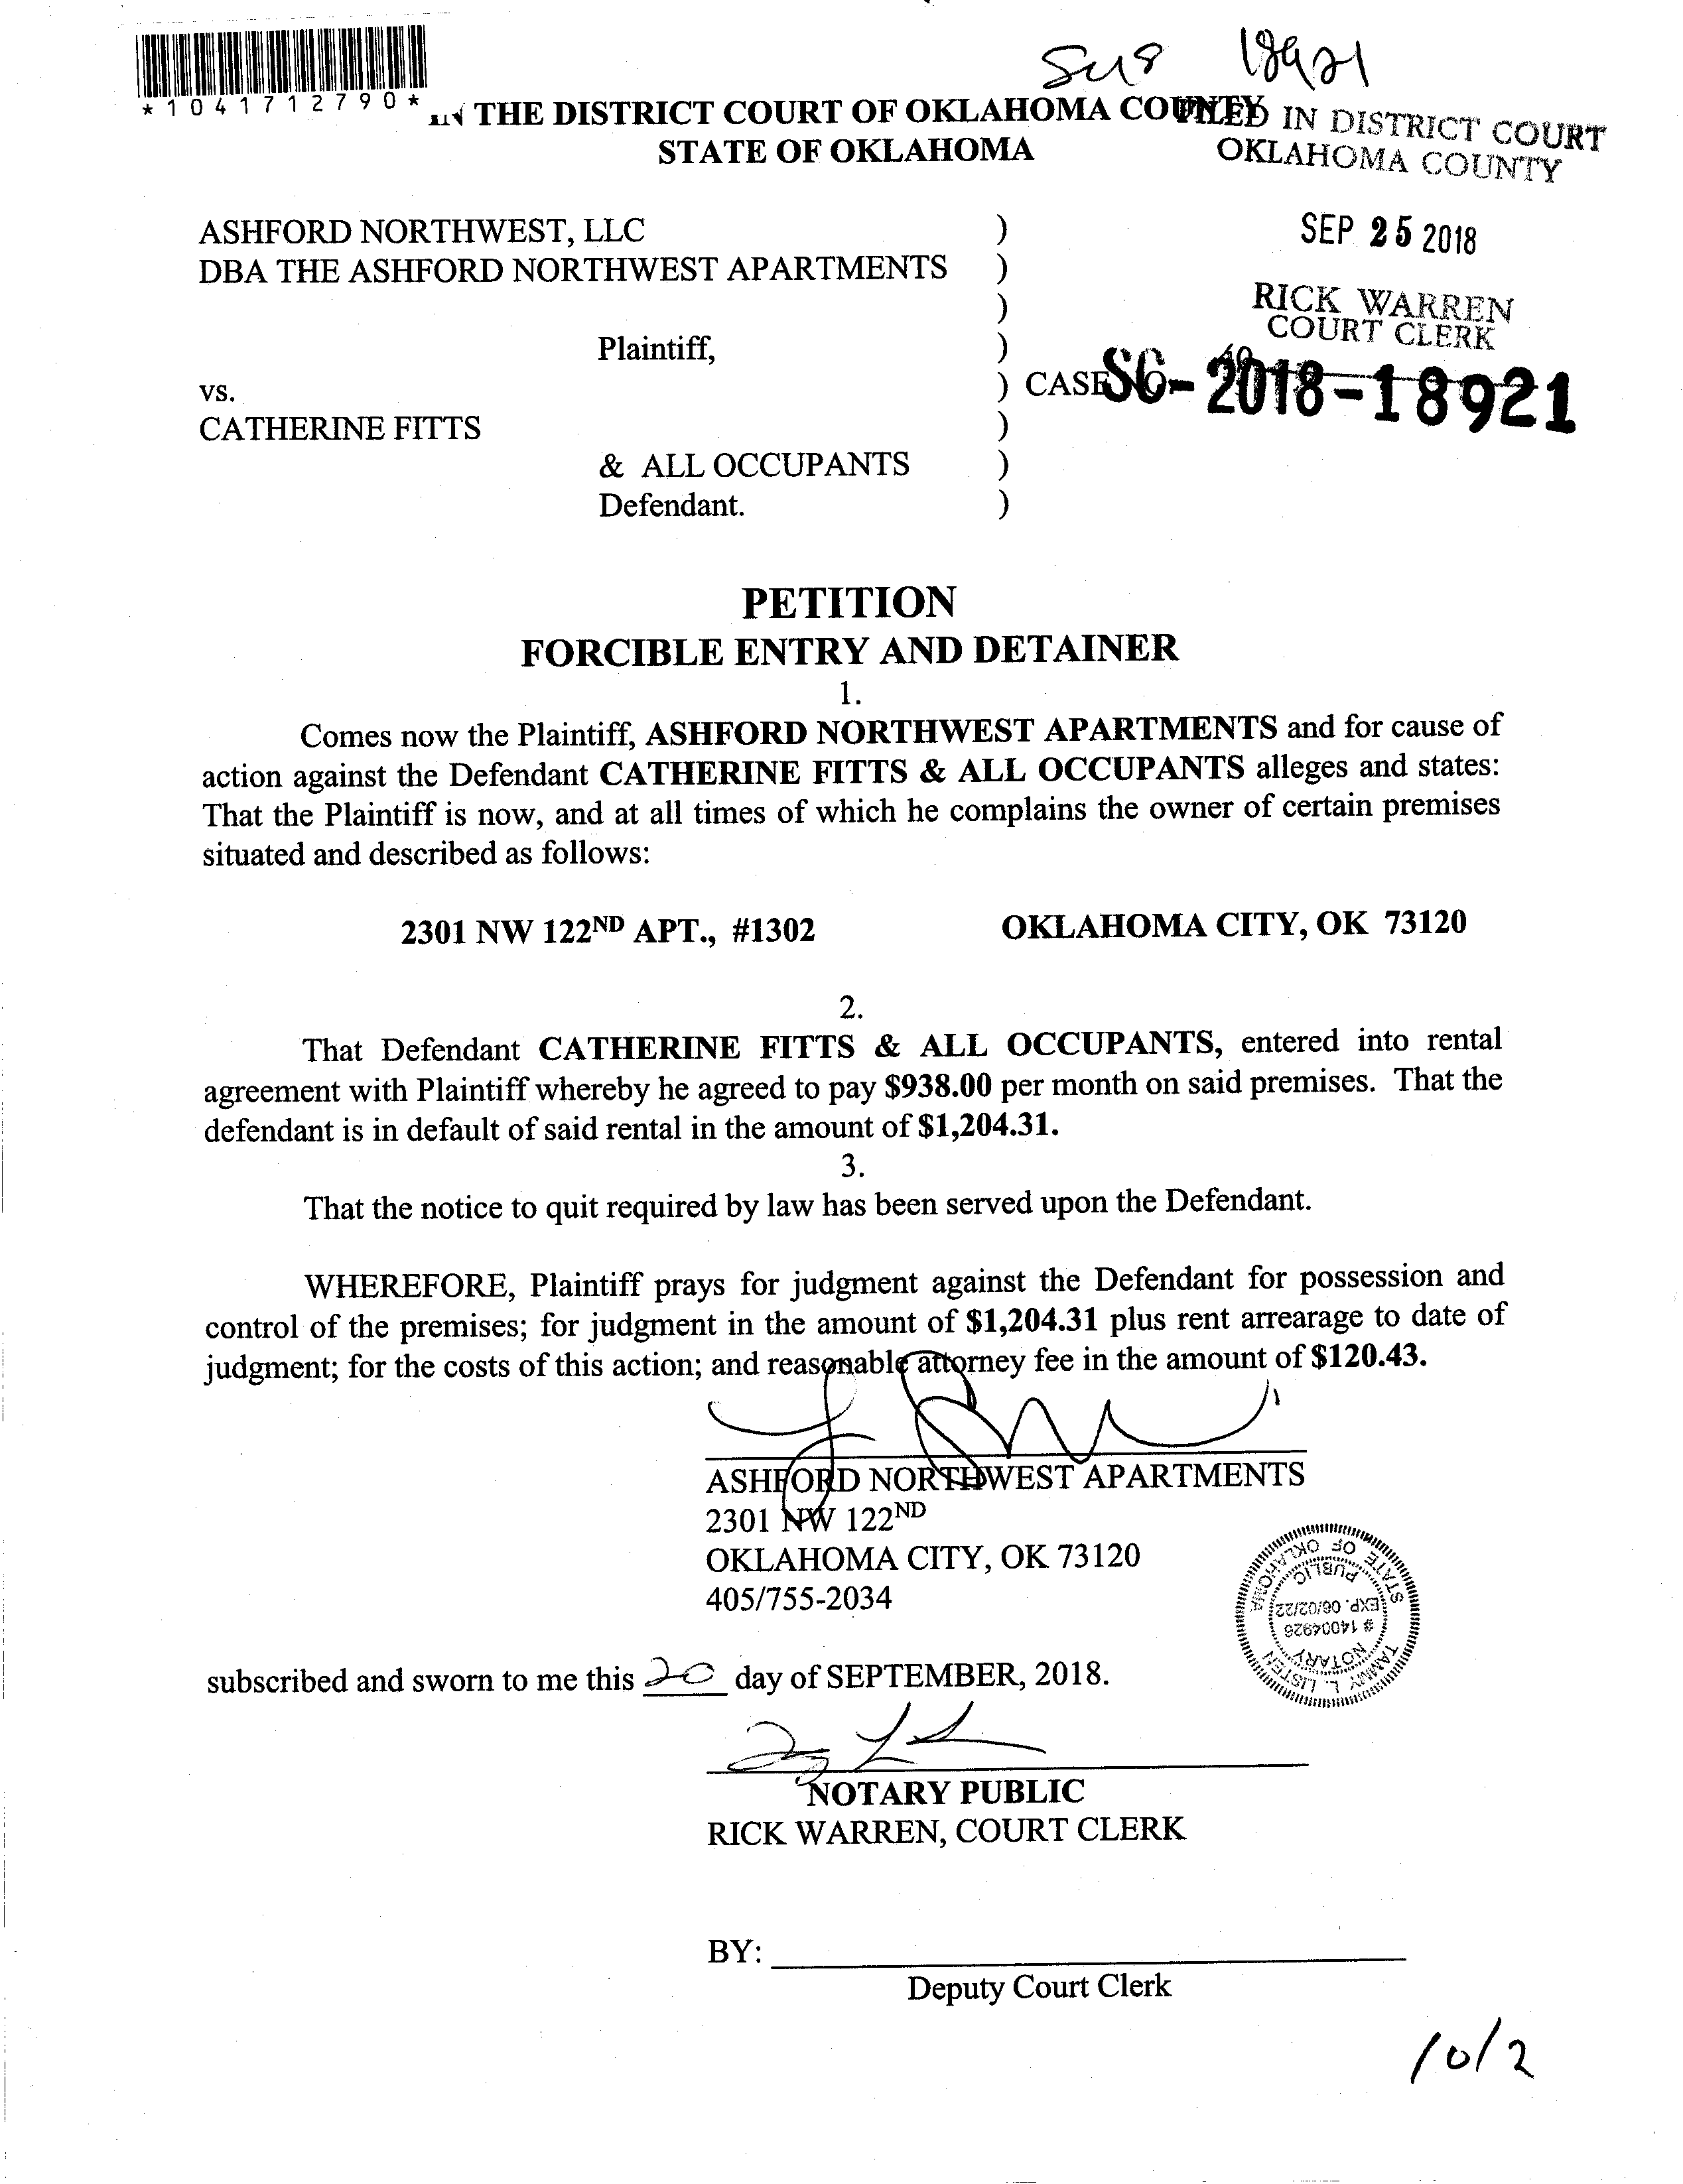 Su8 18921
*1041712790*
IN THE DISTRICT COURT OF OKLAHOMA COUNTY
STATE OF OKLAHOMA
FILED IN DISTRICT COURT
OKLAHOMA COUNTY
SEP 25 2018
RICK WARREN
COURT CLERK
40
ASHFORD NORTHWEST, LLC )
DBA THE ASHFORD NORTHWEST APARTMENTS )
)
Plaintiff, )
vs. ) CASE NO. SC-2018-18921
CATHERINE FITTS )
& ALL OCCUPANTS )
Defendant. )
PETITION
FORCIBLE ENTRY AND DETAINER
1.
Comes now the Plaintiff, ASHFORD NORTHWEST APARTMENTS and for cause of
action against the Defendant CATHERINE FITTS & ALL OCCUPANTS alleges and states:
That the Plaintiff is now, and at all times of which he complains the owner of certain premises
situated and described as follows:
2301 NW 122ND APT., #1302 OKLAHOMA CITY, OK 73120
2.
That Defendant CATHERINE FITTS & ALL OCCUPANTS, entered into rental
agreement with Plaintiff whereby he agreed to pay $938.00 per month on said premises. That the
defendant is in default of said rental in the amount of $1,204.31.
3.
That the notice to quit required by law has been served upon the Defendant.
WHEREFORE, Plaintiff prays for judgment against the Defendant for possession and
control of the premises; for judgment in the amount of $1,204.31 plus rent arrearage to date of
judgment; for the costs of this action; and reasonable attorney fee in the amount of $120.43.
ASHFORD NORTHWEST APARTMENTS
2301 NW 122ND
OKLAHOMA CITY, OK 73120
405/755-2034
TAMMY L. LISTEN
NOTARY
# 14004926
EXP. 06/02/22
PUBLIC
STATE OF OKLAHOMA
subscribed and sworn to me this 20 day of SEPTEMBER, 2018.
NOTARY PUBLIC
RICK WARREN, COURT CLERK
BY:
Deputy Court Clerk
10/2